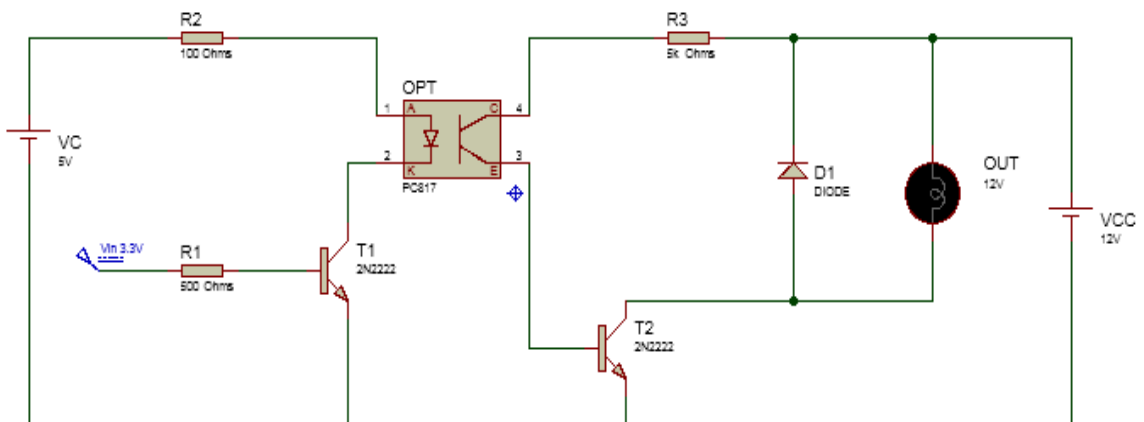 R2
100 Ohms
R3
5k Ohms
OPT
1
A
C
4
2
K
E
3
PC817
VC
5V
D1
DIODE
OUT
12V
VCC
12V
Vin 3.3V
R1
500 Ohms
T1
2N2222
T2
2N2222